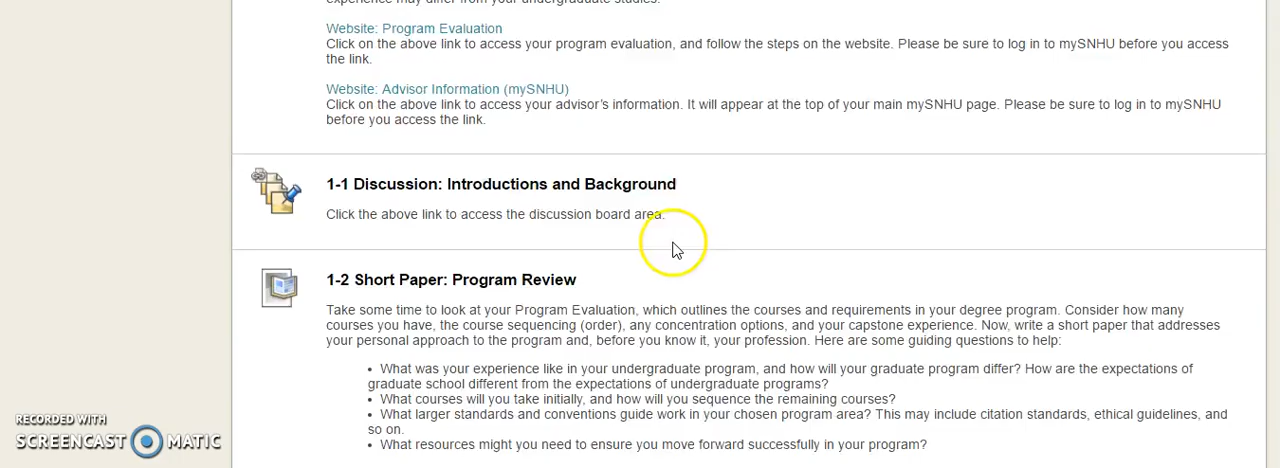 experience may differ from your undergraduate studies.
Website: Program Evaluation
Click on the above link to access your program evaluation, and follow the steps on the website. Please be sure to log in to mySNHU before you access
the link.
Website: Advisor Information (mySNHU)
Click on the above link to access your advisor's information. It will appear at the top of your main mySNHU page. Please be sure to log in to mySNHU
before you access the link.
1-1 Discussion: Introductions and Background
Click the above link to access the discussion board area.
1-2 Short Paper: Program Review
Take some time to look at your Program Evaluation, which outlines the courses and requirements in your degree program. Consider how many
courses you have, the course sequencing (order), any concentration options, and your capstone experience. Now, write a short paper that addresses
your personal approach to the program and, before you know it, your profession. Here are some guiding questions to help:
• What was your experience like in your undergraduate program, and how will your graduate program differ? How are the expectations of
graduate school different from the expectations of undergraduate programs?
• What courses will you take initially, and how will you sequence the remaining courses?
• What larger standards and conventions guide work in your chosen program area? This may include citation standards, ethical guidelines, and
so on.
• What resources might you need to ensure you move forward successfully in your program?
RECORDED WITH
SCREENCAST MATIC